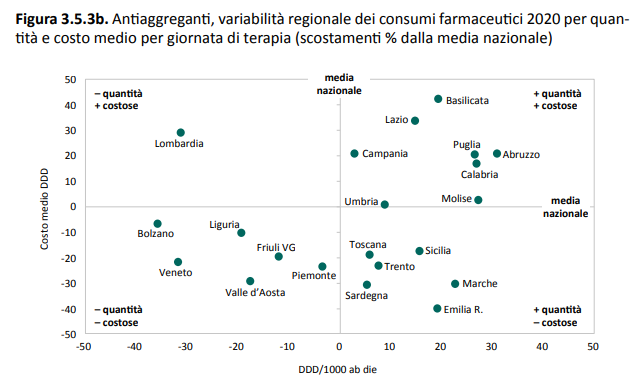 Figura 3.5.3b. Antiaggreganti, variabilità regionale dei consumi farmaceutici 2020 per quan-
tità e costo medio per giornata di terapia (scostamenti % dalla media nazionale)
media
nazionale
– quantità
+ costose
+ quantità
+ costose
50
40
30
20
10
0
-10
-20
-30
-40
-50
Costo medio DDD
Basilicata
Lazio
Lombardia
Campania
Puglia
Abruzzo
Calabria
Umbria
Molise
media
nazionale
Bolzano
Liguria
Friuli VG
Veneto
Valle d’Aosta
Piemonte
Toscana
Sicilia
Trento
Sardegna
Marche
Emilia R.
– quantità
– costose
+ quantità
– costose
-50
-40
-30
-20
-10
0
10
20
30
40
50
DDD/1000 ab die